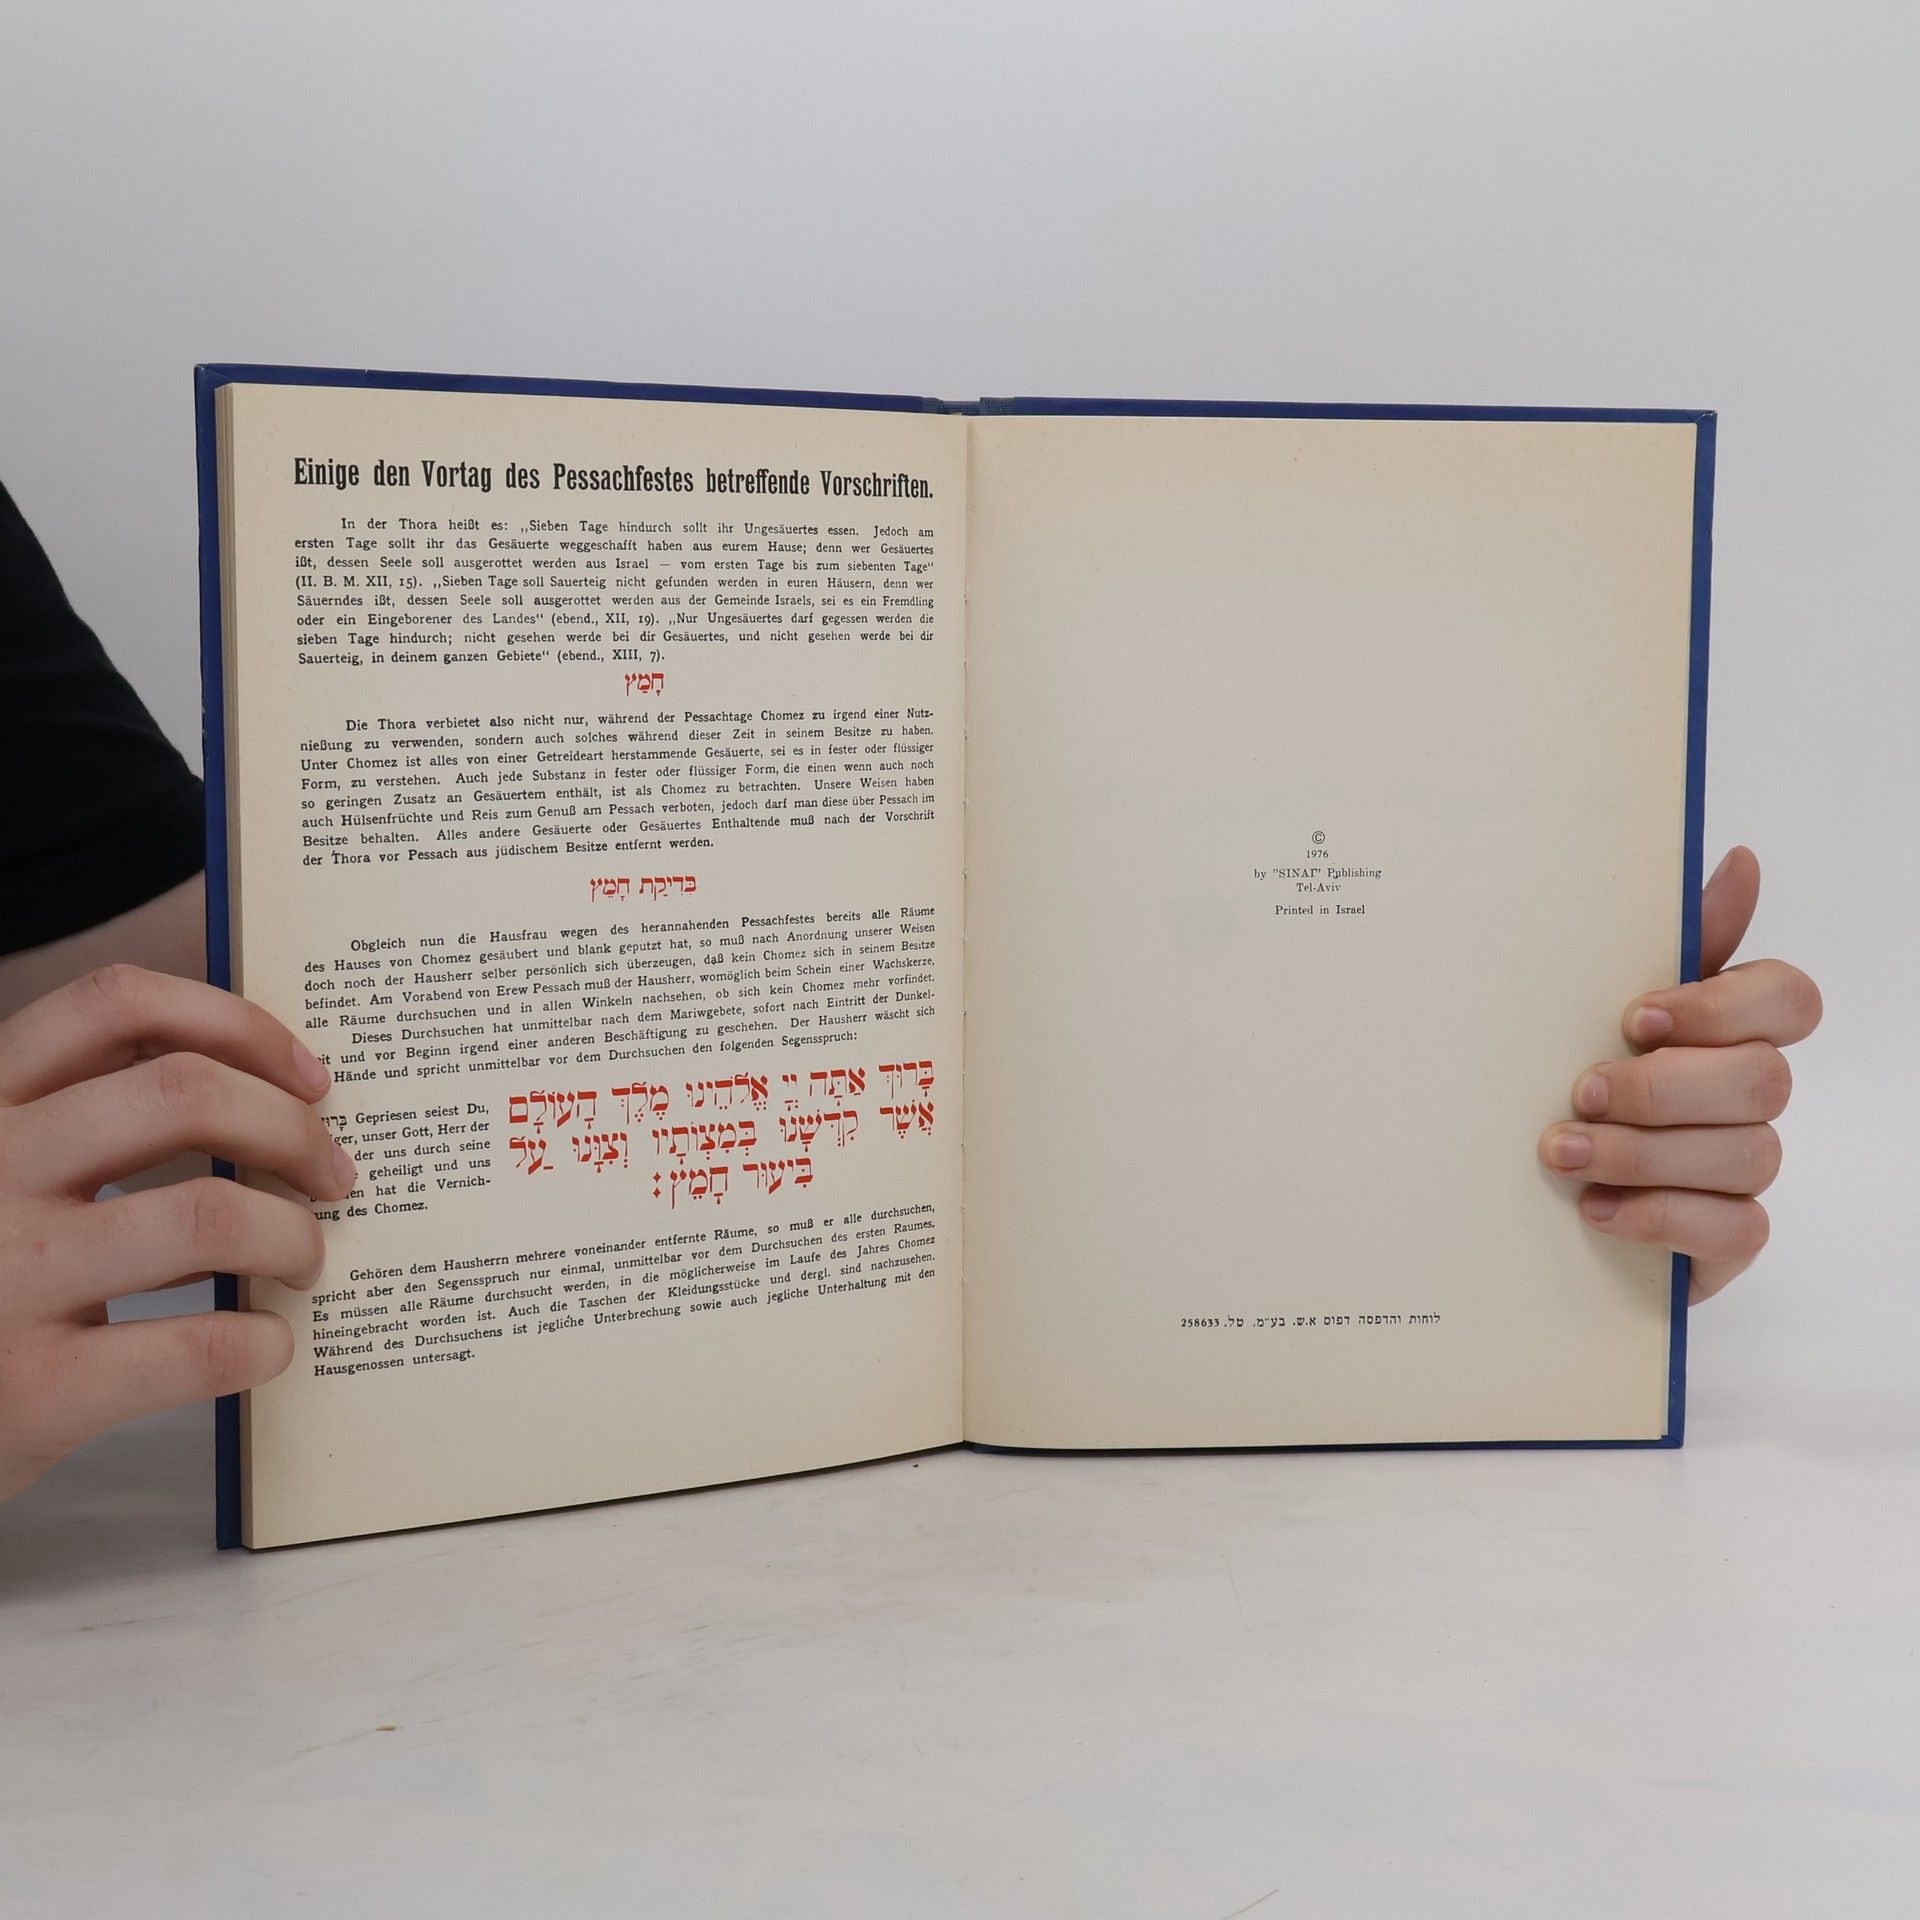 Einige den Vortag des Pessachfestes betreffende Vorschriften.
In der Thora heißt es: ,,Sieben Tage hindurch sollt ihr Ungesäuertes essen. Jedoch am
ersten Tage sollt ihr das Gesäuerte weggeschafft haben aus eurem Hause; denn wer Gesäuertes
ißt, dessen Seele soll ausgerottet werden aus Israel — vom ersten Tage bis zum siebenten Tage“
(II. B. M. XII, 15). ,,Sieben Tage soll Sauerteig nicht gefunden werden in euren Häusern, denn wer
Säuerndes ißt, dessen Seele soll ausgerottet werden aus der Gemeinde Israels, sei es ein Fremdling
oder ein Eingeborener des Landes“ (ebend., XII, 19). ,,Nur Ungesäuertes darf gegessen werden die
sieben Tage hindurch; nicht gesehen werde bei dir Gesäuertes, und nicht gesehen werde bei dir
Sauerteig, in deinem ganzen Gebiete“ (ebend., XIII, 7).
חָמֵץ
Die Thora verbietet also nicht nur, während der Pessachtage Chomez zu irgend einer Nutz-
nießung zu verwenden, sondern auch solches während dieser Zeit in seinem Besitze zu haben.
Unter Chomez ist alles von einer Getreideart herstammende Gesäuerte, sei es in fester oder flüssiger
Form, zu verstehen. Auch jede Substanz in fester oder flüssiger Form, die einen wenn auch noch
so geringen Zusatz an Gesäuertem enthält, ist als Chomez zu betrachten. Unsere Weisen haben
auch Hülsenfrüchte und Reis zum Genuß am Pessach verboten, jedoch darf man diese über Pessach im
Besitze behalten. Alles andere Gesäuerte oder Gesäuertes Enthaltende muß nach der Vorschrift
der Thora vor Pessach aus jüdischem Besitze entfernt werden.
בְּדִיקַת חָמֵץ
Obgleich nun die Hausfrau wegen des herannahenden Pessachfestes bereits alle Räume
des Hauses von Chomez gesäubert und blank geputzt hat, so muß nach Anordnung unserer Weisen
doch noch der Hausherr selber persönlich sich überzeugen, daß kein Chomez sich in seinem Besitze
befindet. Am Vorabend von Erew Pessach muß der Hausherr, womöglich beim Schein einer Wachskerze,
alle Räume durchsuchen und in allen Winkeln nachsehen, ob sich kein Chomez mehr vorfindet.
Dieses Durchsuchen hat unmittelbar nach dem Mariwgebete, sofort nach Eintritt der Dunkel-
und vor Beginn irgend einer anderen Beschäftigung zu geschehen. Der Hausherr wäscht sich
Hände und spricht unmittelbar vor dem Durchsuchen den folgenden Segensspruch:
בָּרוּךְ אַתָּה יְיָ אֱלֹהֵינוּ מֶלֶךְ הָעוֹלָם
אֲשֶׁר קִדְּשָׁנוּ בְּמִצְוֹתָיו וְצִוָּנוּ עַל
בִּיעוּר חָמֵץ:
Gepriesen seiest Du,
unser Gott, Herr der
der uns durch seine
geheiligt und uns
hat die Vernich-
tung des Chomez.
Gehören dem Hausherrn mehrere voneinander entfernte Räume, so muß er alle durchsuchen,
spricht aber den Segensspruch nur einmal, unmittelbar vor dem Durchsuchen des ersten Raumes.
Es müssen alle Räume durchsucht werden, in die möglicherweise im Laufe des Jahres Chomez
hineingebracht worden ist. Auch die Taschen der Kleidungsstücke und dergl. sind nachzusehen.
Während des Durchsuchens ist jegliche Unterbrechung sowie auch jegliche Unterhaltung mit den
Hausgenossen untersagt.
©
1976
by "SINAI" Publishing
Tel-Aviv
Printed in Israel
לוחות והדפסה דפוס א.ש. בע״מ. טל. 258633